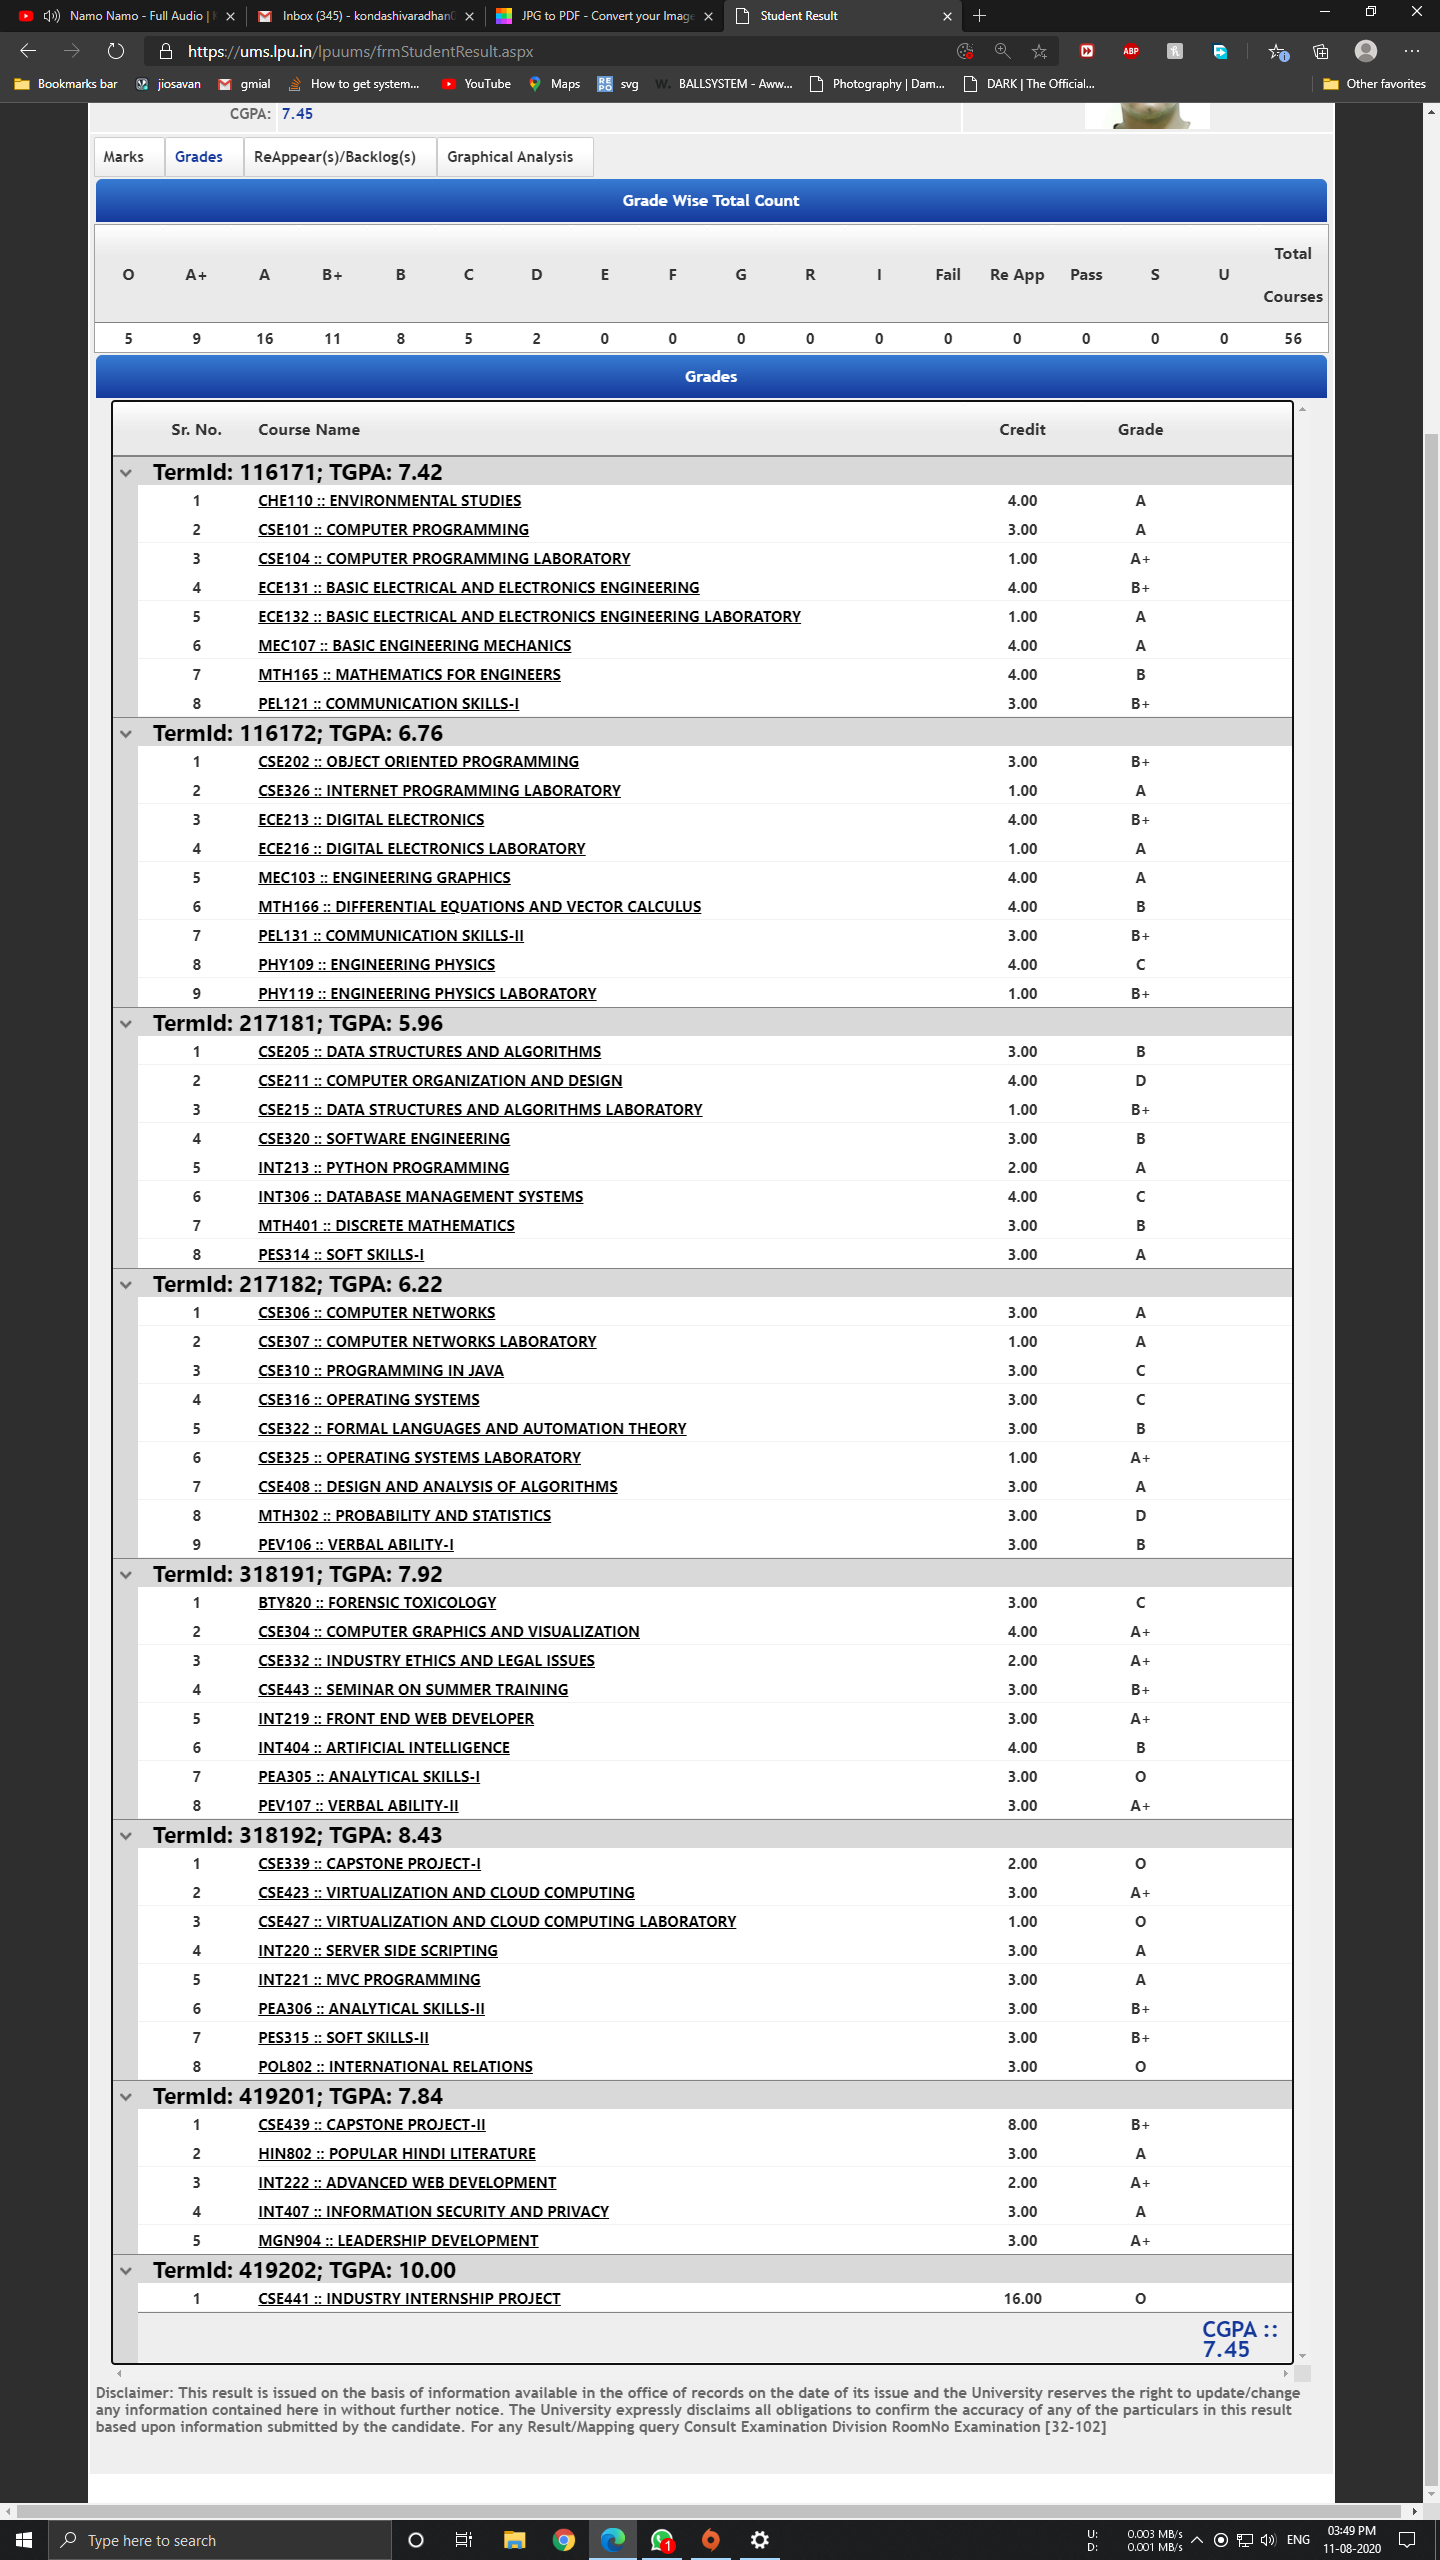 Namo Namo - Full Audio |
Inbox (345) - kondashivaradhan
JPG to PDF - Convert your Image
Student Result
https://ums.lpu.in/lpuums/frmStudentResult.aspx
ABP
Bookmarks bar
jiosavan
gmial
How to get system...
YouTube
Maps
REPO
svg
W.
BALLSYSTEM - Aww...
Photography | Dam...
DARK | The Official...
Other favorites
CGPA: 7.45
Marks Grades ReAppear(s)/Backlog(s) Graphical Analysis
Grade Wise Total Count
O A+ A B+ B C D E F G R I Fail Re App Pass S U Total Courses
5 9 16 11 8 5 2 0 0 0 0 0 0 0 0 0 0 56
Grades
Sr. No. Course Name Credit Grade
TermId: 116171; TGPA: 7.42
1 CHE110 :: ENVIRONMENTAL STUDIES 4.00 A
2 CSE101 :: COMPUTER PROGRAMMING 3.00 A
3 CSE104 :: COMPUTER PROGRAMMING LABORATORY 1.00 A+
4 ECE131 :: BASIC ELECTRICAL AND ELECTRONICS ENGINEERING 4.00 B+
5 ECE132 :: BASIC ELECTRICAL AND ELECTRONICS ENGINEERING LABORATORY 1.00 A
6 MEC107 :: BASIC ENGINEERING MECHANICS 4.00 A
7 MTH165 :: MATHEMATICS FOR ENGINEERS 4.00 B
8 PEL121 :: COMMUNICATION SKILLS-I 3.00 B+
TermId: 116172; TGPA: 6.76
1 CSE202 :: OBJECT ORIENTED PROGRAMMING 3.00 B+
2 CSE326 :: INTERNET PROGRAMMING LABORATORY 1.00 A
3 ECE213 :: DIGITAL ELECTRONICS 4.00 B+
4 ECE216 :: DIGITAL ELECTRONICS LABORATORY 1.00 A
5 MEC103 :: ENGINEERING GRAPHICS 4.00 A
6 MTH166 :: DIFFERENTIAL EQUATIONS AND VECTOR CALCULUS 4.00 B
7 PEL131 :: COMMUNICATION SKILLS-II 3.00 B+
8 PHY109 :: ENGINEERING PHYSICS 4.00 C
9 PHY119 :: ENGINEERING PHYSICS LABORATORY 1.00 B+
TermId: 217181; TGPA: 5.96
1 CSE205 :: DATA STRUCTURES AND ALGORITHMS 3.00 B
2 CSE211 :: COMPUTER ORGANIZATION AND DESIGN 4.00 D
3 CSE215 :: DATA STRUCTURES AND ALGORITHMS LABORATORY 1.00 B+
4 CSE320 :: SOFTWARE ENGINEERING 3.00 B
5 INT213 :: PYTHON PROGRAMMING 2.00 A
6 INT306 :: DATABASE MANAGEMENT SYSTEMS 4.00 C
7 MTH401 :: DISCRETE MATHEMATICS 3.00 B
8 PES314 :: SOFT SKILLS-I 3.00 A
TermId: 217182; TGPA: 6.22
1 CSE306 :: COMPUTER NETWORKS 3.00 A
2 CSE307 :: COMPUTER NETWORKS LABORATORY 1.00 A
3 CSE310 :: PROGRAMMING IN JAVA 3.00 C
4 CSE316 :: OPERATING SYSTEMS 3.00 C
5 CSE322 :: FORMAL LANGUAGES AND AUTOMATION THEORY 3.00 B
6 CSE325 :: OPERATING SYSTEMS LABORATORY 1.00 A+
7 CSE408 :: DESIGN AND ANALYSIS OF ALGORITHMS 3.00 A
8 MTH302 :: PROBABILITY AND STATISTICS 3.00 D
9 PEV106 :: VERBAL ABILITY-I 3.00 B
TermId: 318191; TGPA: 7.92
1 BTY820 :: FORENSIC TOXICOLOGY 3.00 C
2 CSE304 :: COMPUTER GRAPHICS AND VISUALIZATION 4.00 A+
3 CSE332 :: INDUSTRY ETHICS AND LEGAL ISSUES 2.00 A+
4 CSE443 :: SEMINAR ON SUMMER TRAINING 3.00 B+
5 INT219 :: FRONT END WEB DEVELOPER 3.00 A+
6 INT404 :: ARTIFICIAL INTELLIGENCE 4.00 B
7 PEA305 :: ANALYTICAL SKILLS-I 3.00 O
8 PEV107 :: VERBAL ABILITY-II 3.00 A+
TermId: 318192; TGPA: 8.43
1 CSE339 :: CAPSTONE PROJECT-I 2.00 O
2 CSE423 :: VIRTUALIZATION AND CLOUD COMPUTING 3.00 A+
3 CSE427 :: VIRTUALIZATION AND CLOUD COMPUTING LABORATORY 1.00 O
4 INT220 :: SERVER SIDE SCRIPTING 3.00 A
5 INT221 :: MVC PROGRAMMING 3.00 A
6 PEA306 :: ANALYTICAL SKILLS-II 3.00 B+
7 PES315 :: SOFT SKILLS-II 3.00 B+
8 POL802 :: INTERNATIONAL RELATIONS 3.00 O
TermId: 419201; TGPA: 7.84
1 CSE439 :: CAPSTONE PROJECT-II 8.00 B+
2 HIN802 :: POPULAR HINDI LITERATURE 3.00 A
3 INT222 :: ADVANCED WEB DEVELOPMENT 2.00 A+
4 INT407 :: INFORMATION SECURITY AND PRIVACY 3.00 A
5 MGN904 :: LEADERSHIP DEVELOPMENT 3.00 A+
TermId: 419202; TGPA: 10.00
1 CSE441 :: INDUSTRY INTERNSHIP PROJECT 16.00 O
CGPA ::
7.45
Disclaimer: This result is issued on the basis of information available in the office of records on the date of its issue and the University reserves the right to update/change
any information contained here in without further notice. The University expressly disclaims all obligations to confirm the accuracy of any of the particulars in this result
based upon information submitted by the candidate. For any Result/Mapping query Consult Examination Division RoomNo Examination [32-102]
Type here to search
1
U: 0.003 MB/s
D: 0.001 MB/s
ENG
03:49 PM
11-08-2020